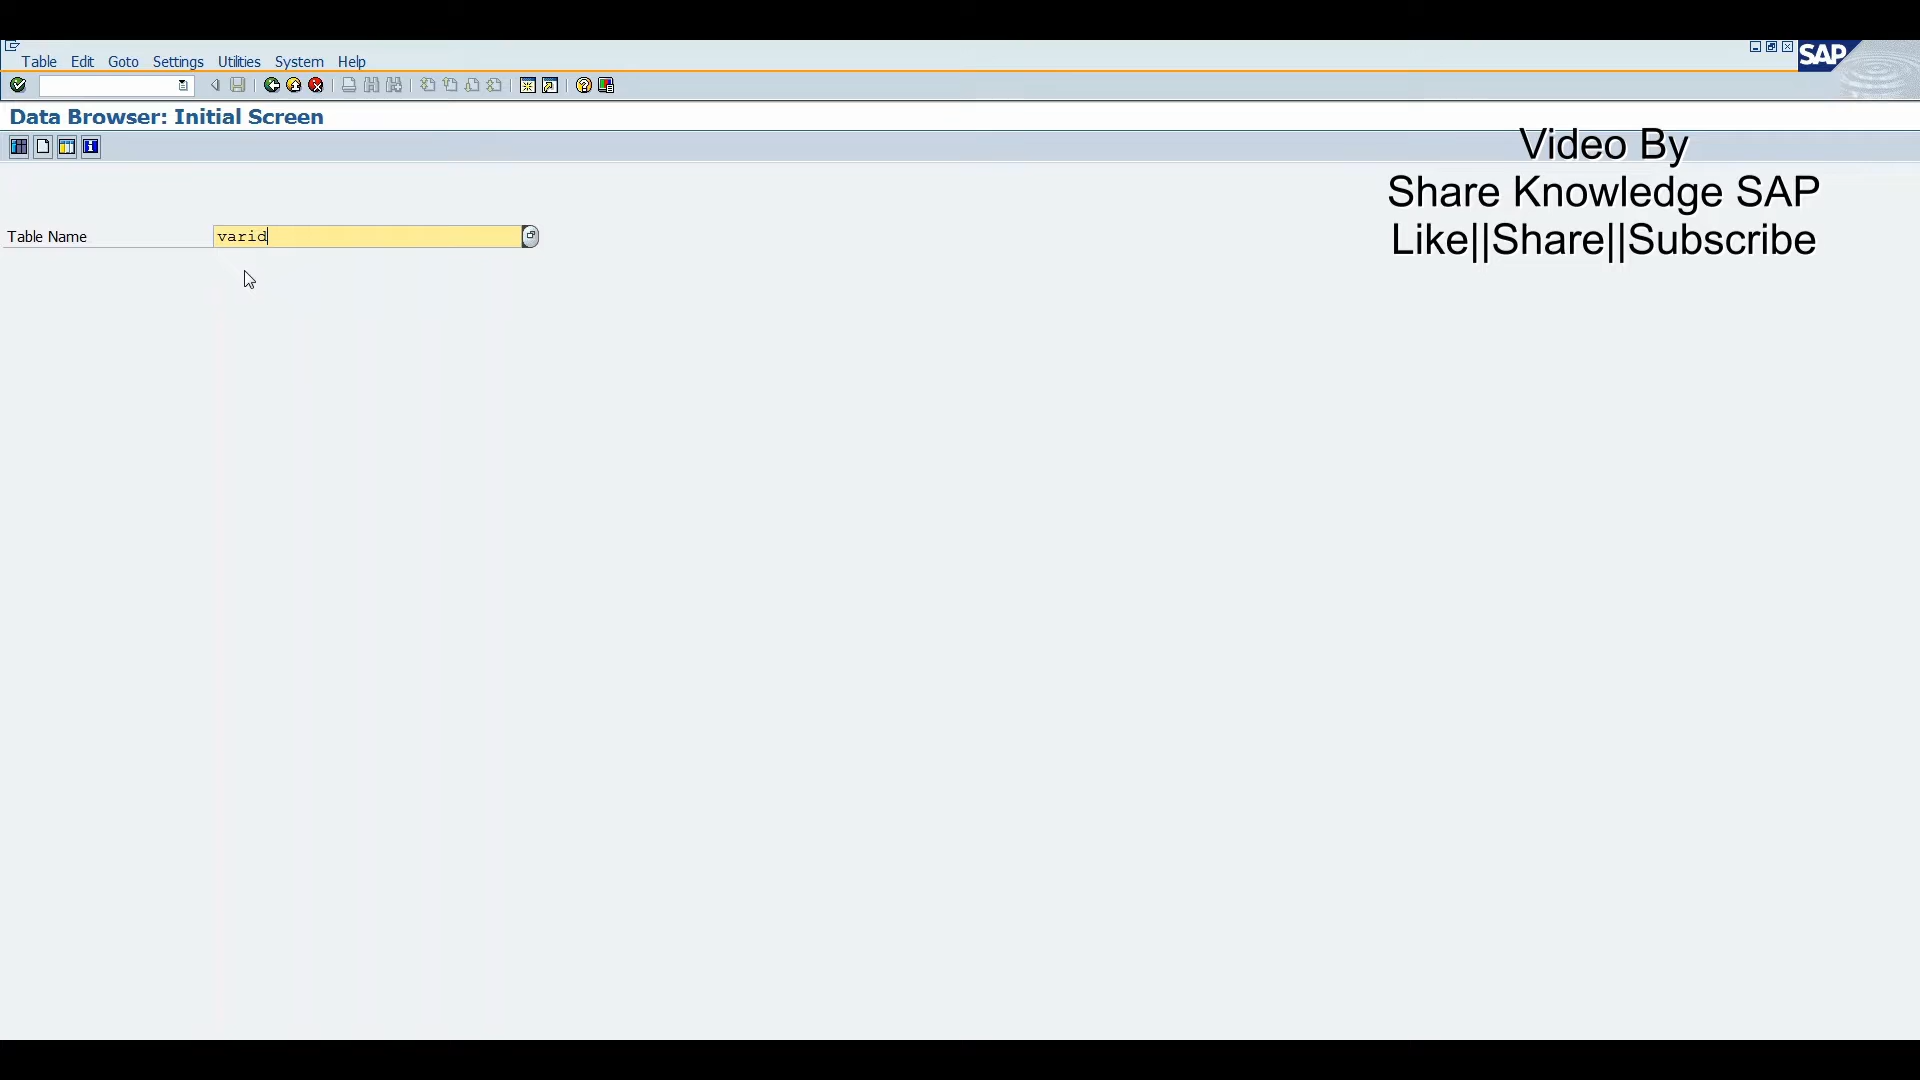 Table Edit Goto Settings Utilities System Help
SAP
Data Browser: Initial Screen
Video By
Share Knowledge SAP
Like||Share||Subscribe
Table Name varid